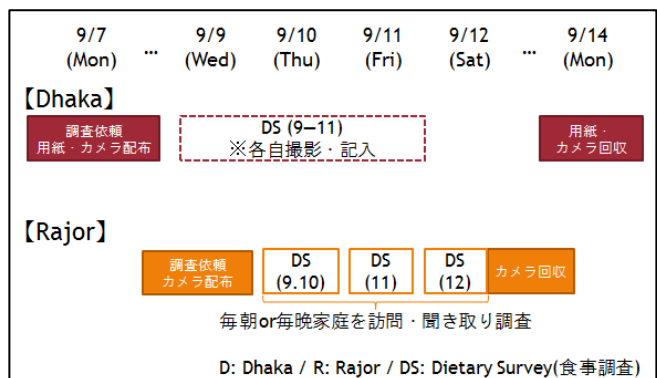 9/7 9/9 9/10 9/11 9/12 9/14
(Mon) … (Wed) (Thu) (Fri) (Sat) … (Mon)
【Dhaka】
調査依頼
用紙・カメラ配布
DS (9—11)
※各自撮影・記入
用紙・
カメラ回収
【Rajor】
調査依頼
カメラ配布
DS
(9.10)
DS
(11)
DS
(12)
カメラ回収
毎朝or毎晩家庭を訪問・聞き取り調査
D: Dhaka / R: Rajor / DS: Dietary Survey(食事調査)